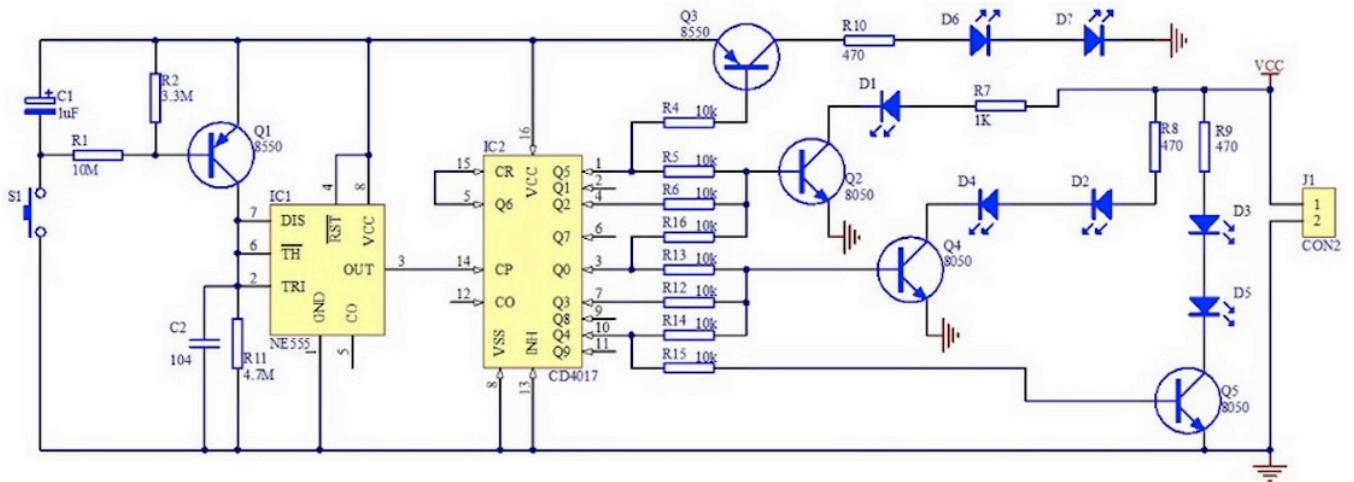 Q3
8550
R10
470
D6
D7
VCC
C1
+
1uF
R2
3.3M
R1
10M
Q1
8550
S1
D1
R7
1K
R8
470
R9
470
R4 10k
R5 10k
R6 10k
R16 10k
R13 10k
R12 10k
R14 10k
R15 10k
Q2
8050
IC1
7 DIS
6 TH
2 TRI
4 RST
8 VCC
OUT 3
1 GND
5 CO
NE555
C2
104
R11
4.7M
IC2
16 VCC
15 CR
5 Q6
14 CP
12 CO
8 VSS
13 INH
Q5 1
Q1 2
Q2 4
Q7 6
Q0 3
Q3 7
Q8 9
Q4 10
Q9 11
CD4017
D4
D2
Q4
8050
D3
D5
Q5
8050
J1
1
2
CON2